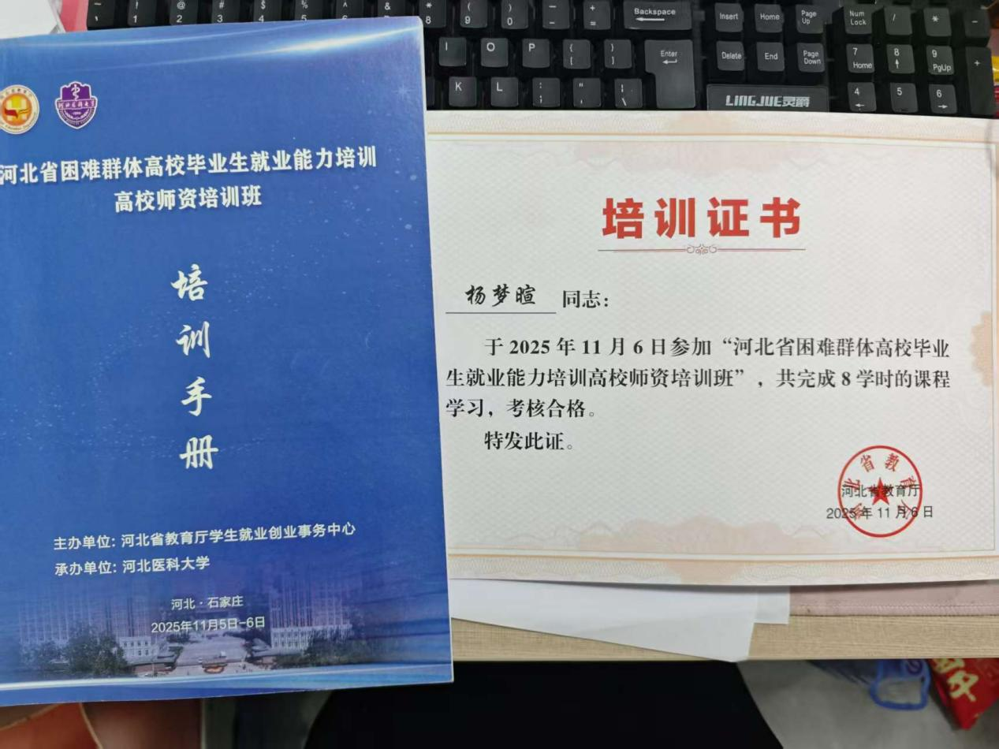 河北省困难群体高校毕业生就业能力培训
高校师资培训班
培
训
手
册
主办单位：河北省教育厅学生就业创业事务中心
承办单位：河北医科大学
河北·石家庄
2025年11月5日-6日
培训证书
杨梦暄 同志：
于 2025 年 11 月 6 日参加“河北省困难群体高校毕业
生就业能力培训高校师资培训班”，共完成 8 学时的课程
学习，考核合格。
特发此证。
河北省教育厅
2025 年 11 月 6 日
Backspace
Insert
Home
Page Up
Num Lock
/
*
-
I
O
P
{ [
} ]
Enter
Delete
End
Page Down
7 Home
8
9 PgUp
+
K
L
: ;
" '
| \
LINGJUE灵爵
4
5
6